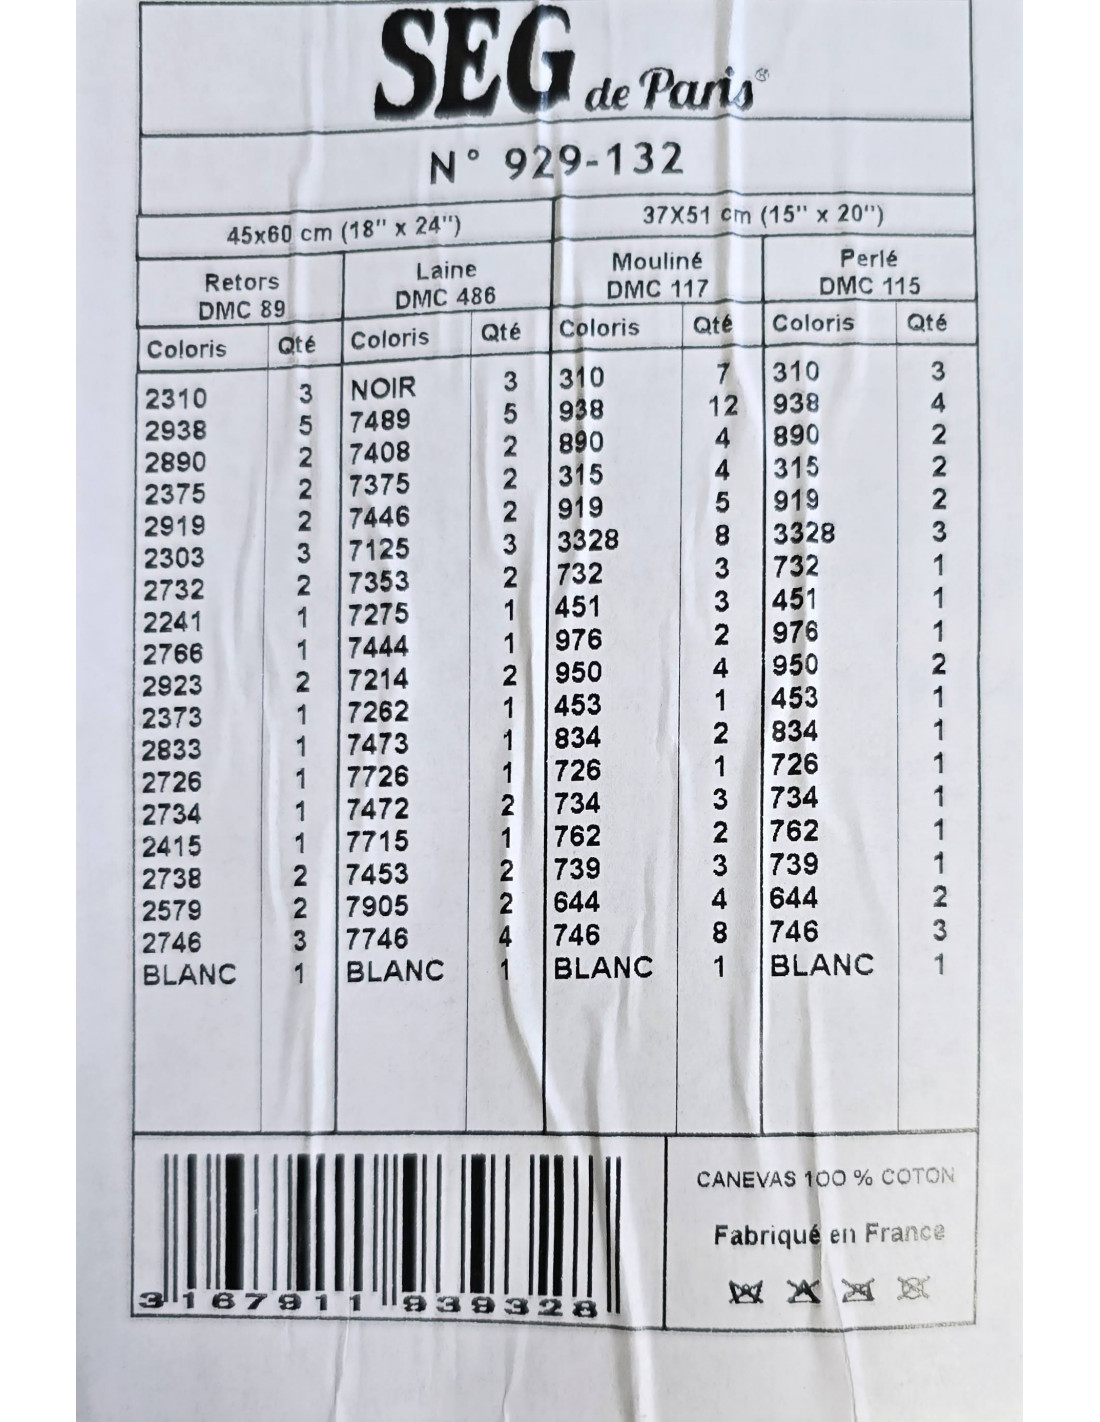 SEG de Paris®
N° 929-132
45x60 cm (18" x 24") 37X51 cm (15" x 20")
Retors Laine Mouliné Perlé
DMC 89 DMC 486 DMC 117 DMC 115
Coloris Qté Coloris Qté Coloris Qté Coloris Qté
2310 3 NOIR 3 310 7 310 3
2938 5 7489 5 938 12 938 4
2890 2 7408 2 890 4 890 2
2375 2 7375 2 315 4 315 2
2919 2 7446 2 919 5 919 2
2303 3 7125 3 3328 8 3328 3
2732 2 7353 2 732 3 732 1
2241 1 7275 1 451 3 451 1
2766 1 7444 1 976 2 976 1
2923 2 7214 2 950 4 950 2
2373 1 7262 1 453 1 453 1
2833 1 7473 1 834 2 834 1
2726 1 7726 1 726 1 726 1
2734 1 7472 2 734 3 734 1
2415 1 7715 1 762 2 762 1
2738 2 7453 2 739 3 739 1
2579 2 7905 2 644 4 644 2
2746 3 7746 4 746 8 746 3
BLANC 1 BLANC 1 BLANC 1 BLANC 1
CANEVAS 100 % COTON
Fabriqué en France
3 167911 939328